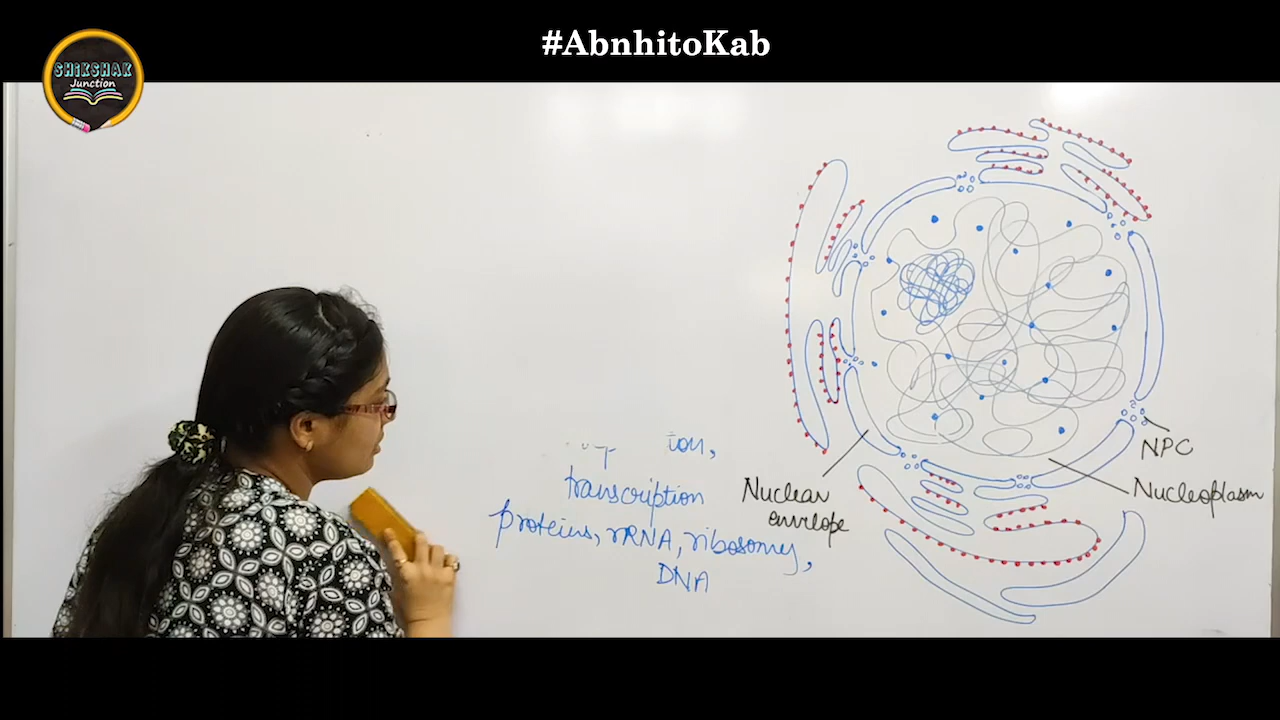 #AbnhitoKab
SHiKSHAK
Junction
ion,
transcription
proteins, rRNA, ribosomes,
DNA
Nuclear
envelope
NPC
Nucleoplasm